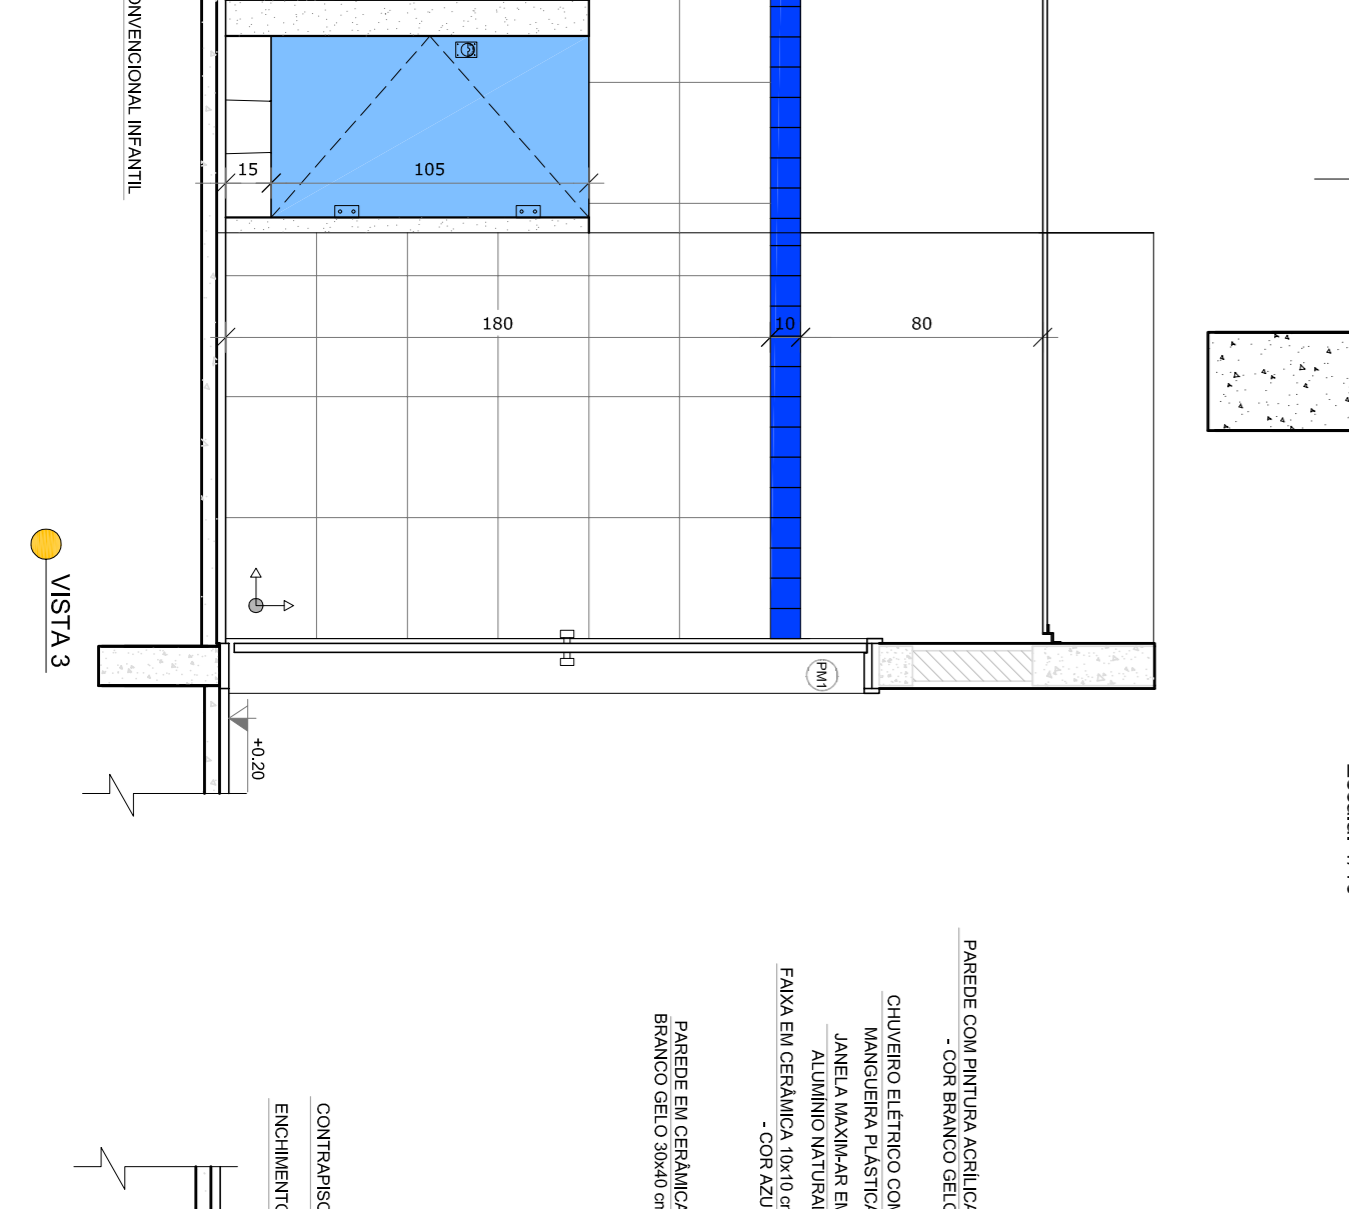 ONVENCIONAL INFANTIL
15
105
180
10
80
VISTA 3
PM1
+0.20
PAREDE COM PINTURA ACRÍLICA
- COR BRANCO GELO
CHUVEIRO ELÉTRICO COM
MANGUEIRA PLÁSTICA
JANELA MAXIM-AR EM
ALUMÍNIO NATURAL
FAIXA EM CERÂMICA 10x10 cm
- COR AZU
PAREDE EM CERÂMICA
BRANCO GELO 30x40 cm
CONTRAPISO
ENCHIMENTO